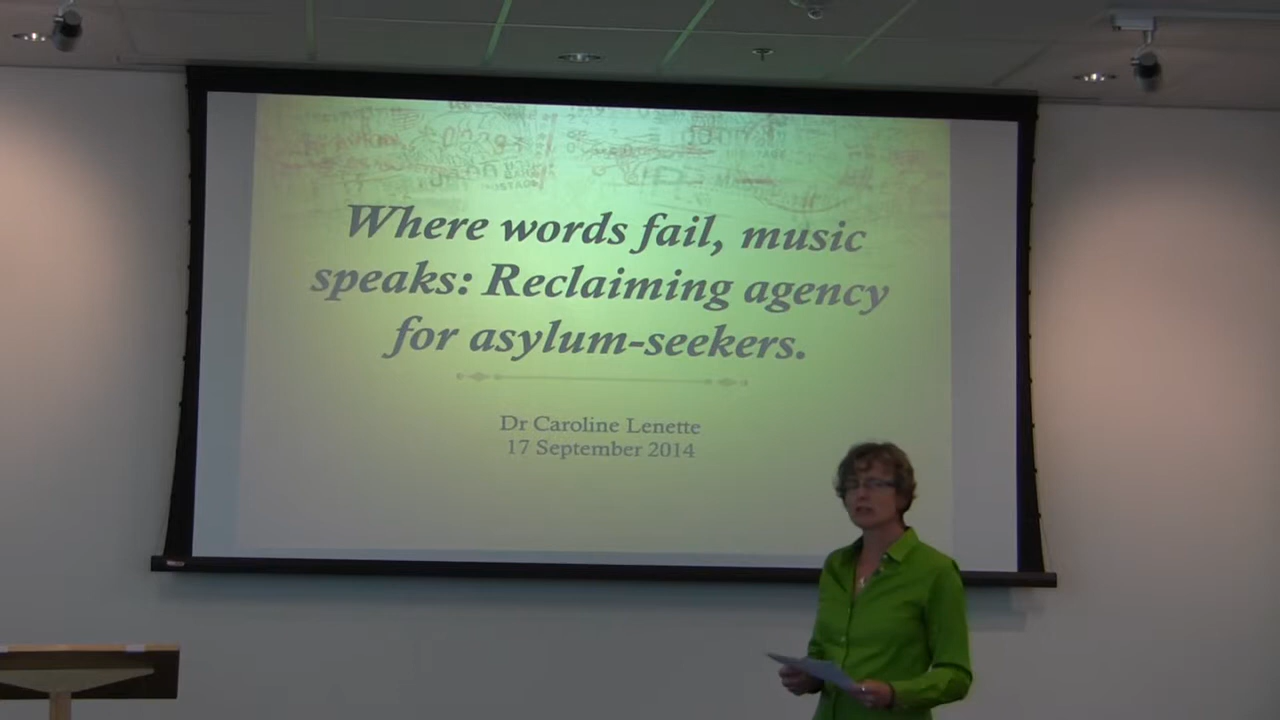 Where words fail, music
speaks: Reclaiming agency
for asylum-seekers.
Dr Caroline Lenette
17 September 2014